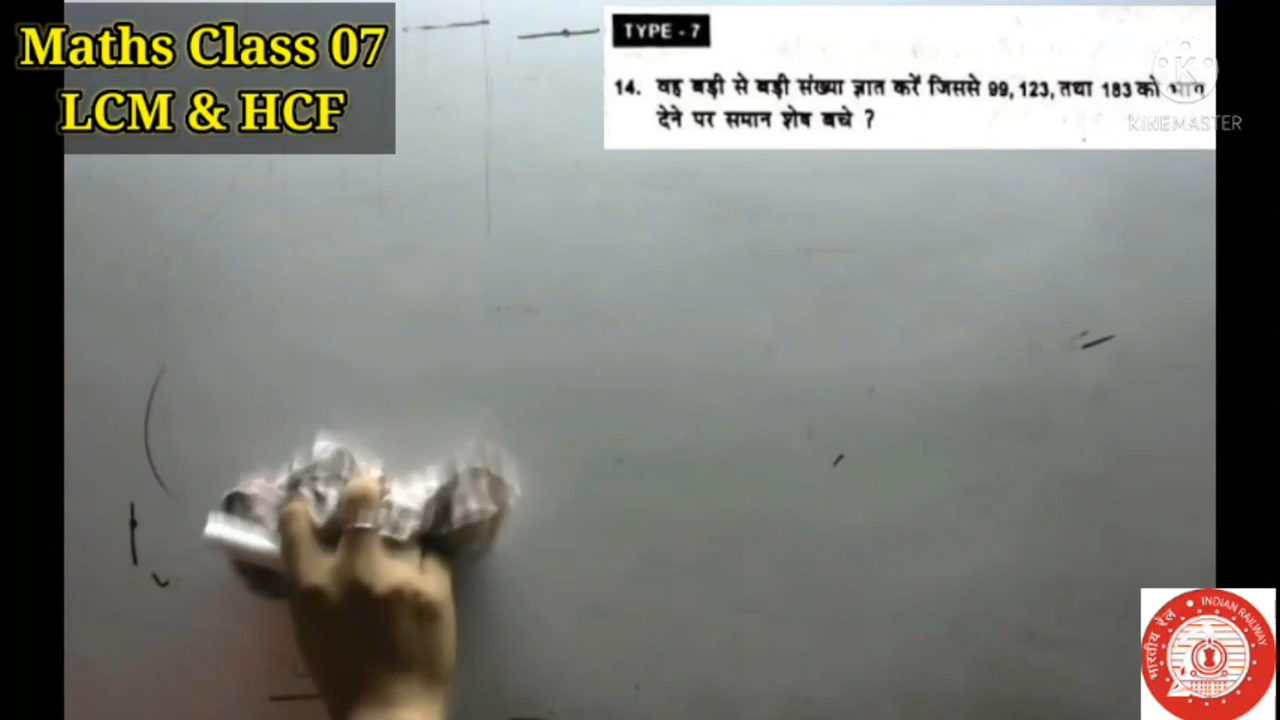 Maths Class 07
LCM & HCF
TYPE - 7
14. वह बड़ी से बड़ी संख्या ज्ञात करें जिससे 99, 123, तथा 183 को भाग
देने पर समान शेष बचे ?
KINEMASTER
भारतीय रेल INDIAN RAILWAY